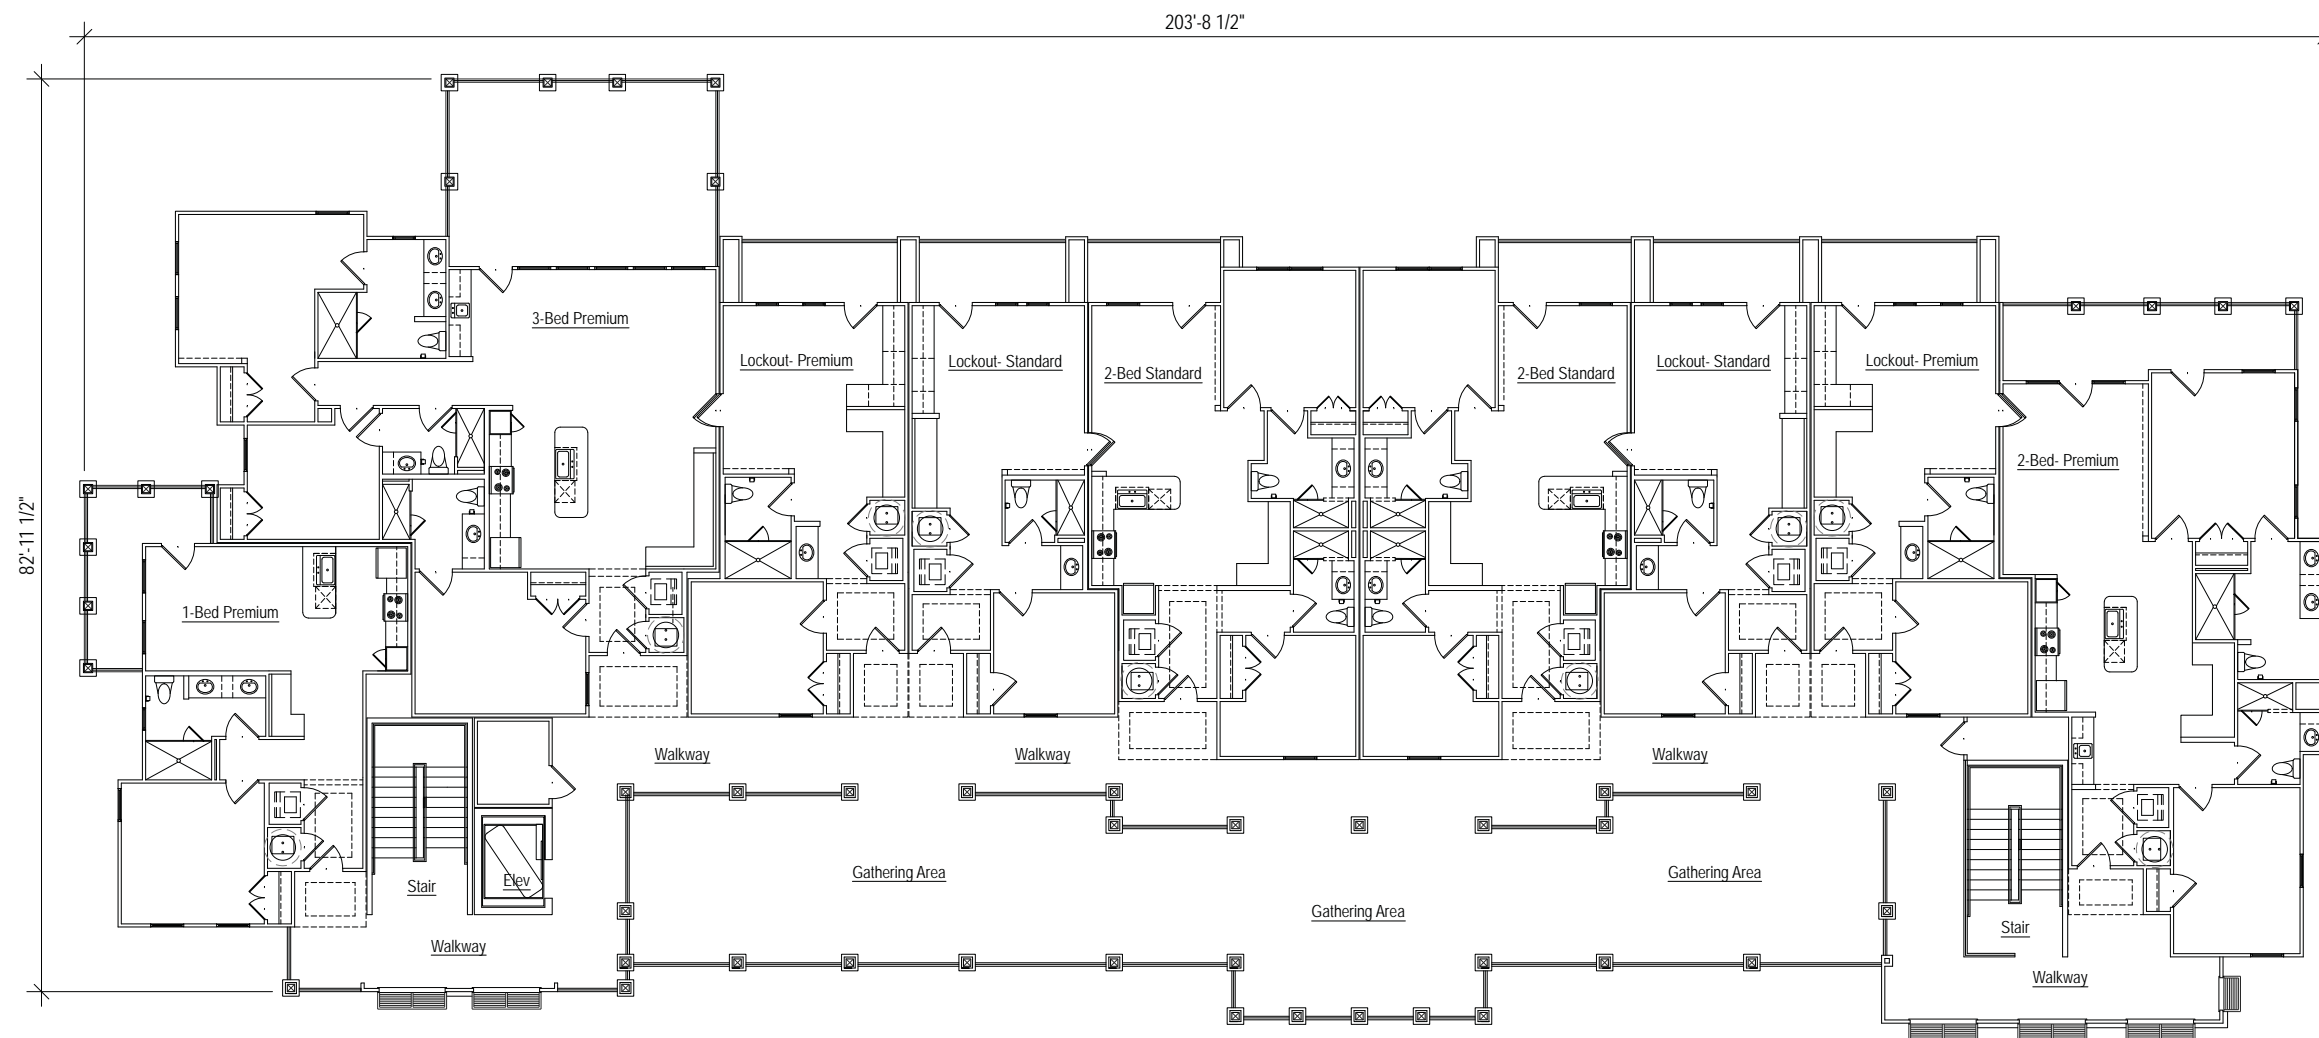 203'-8 1/2"
82'-11 1/2"
3-Bed Premium
Lockout- Premium
Lockout- Standard
2-Bed Standard
2-Bed Standard
Lockout- Standard
Lockout- Premium
2-Bed- Premium
1-Bed Premium
Walkway
Walkway
Walkway
Gathering Area
Gathering Area
Gathering Area
Stair
Elev
Stair
Walkway
Walkway